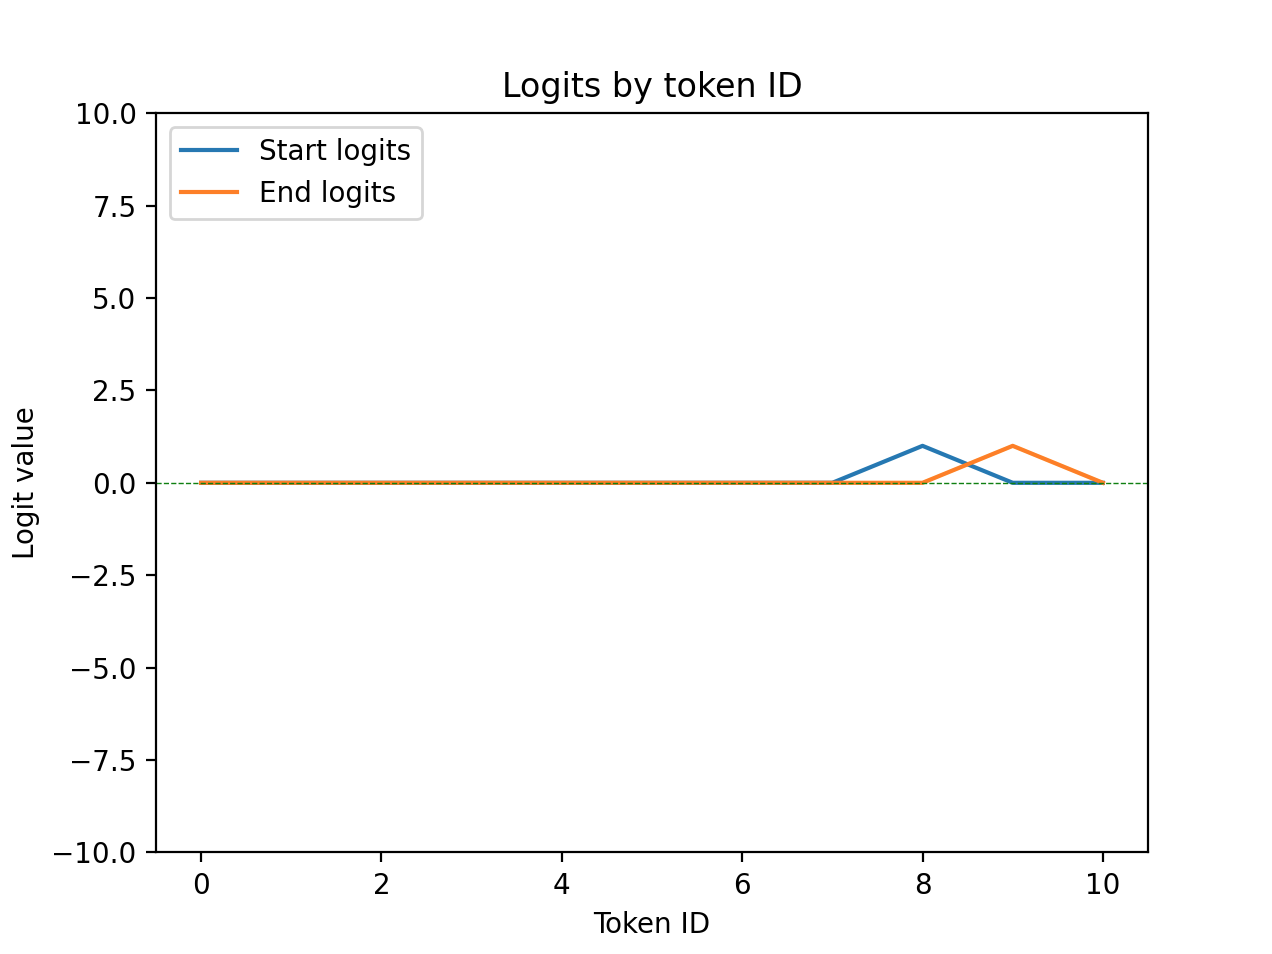 Logits by token ID
Start logits
End logits
10.0
7.5
5.0
2.5
0.0
−2.5
−5.0
−7.5
−10.0
Logit value
0 2 4 6 8 10
Token ID